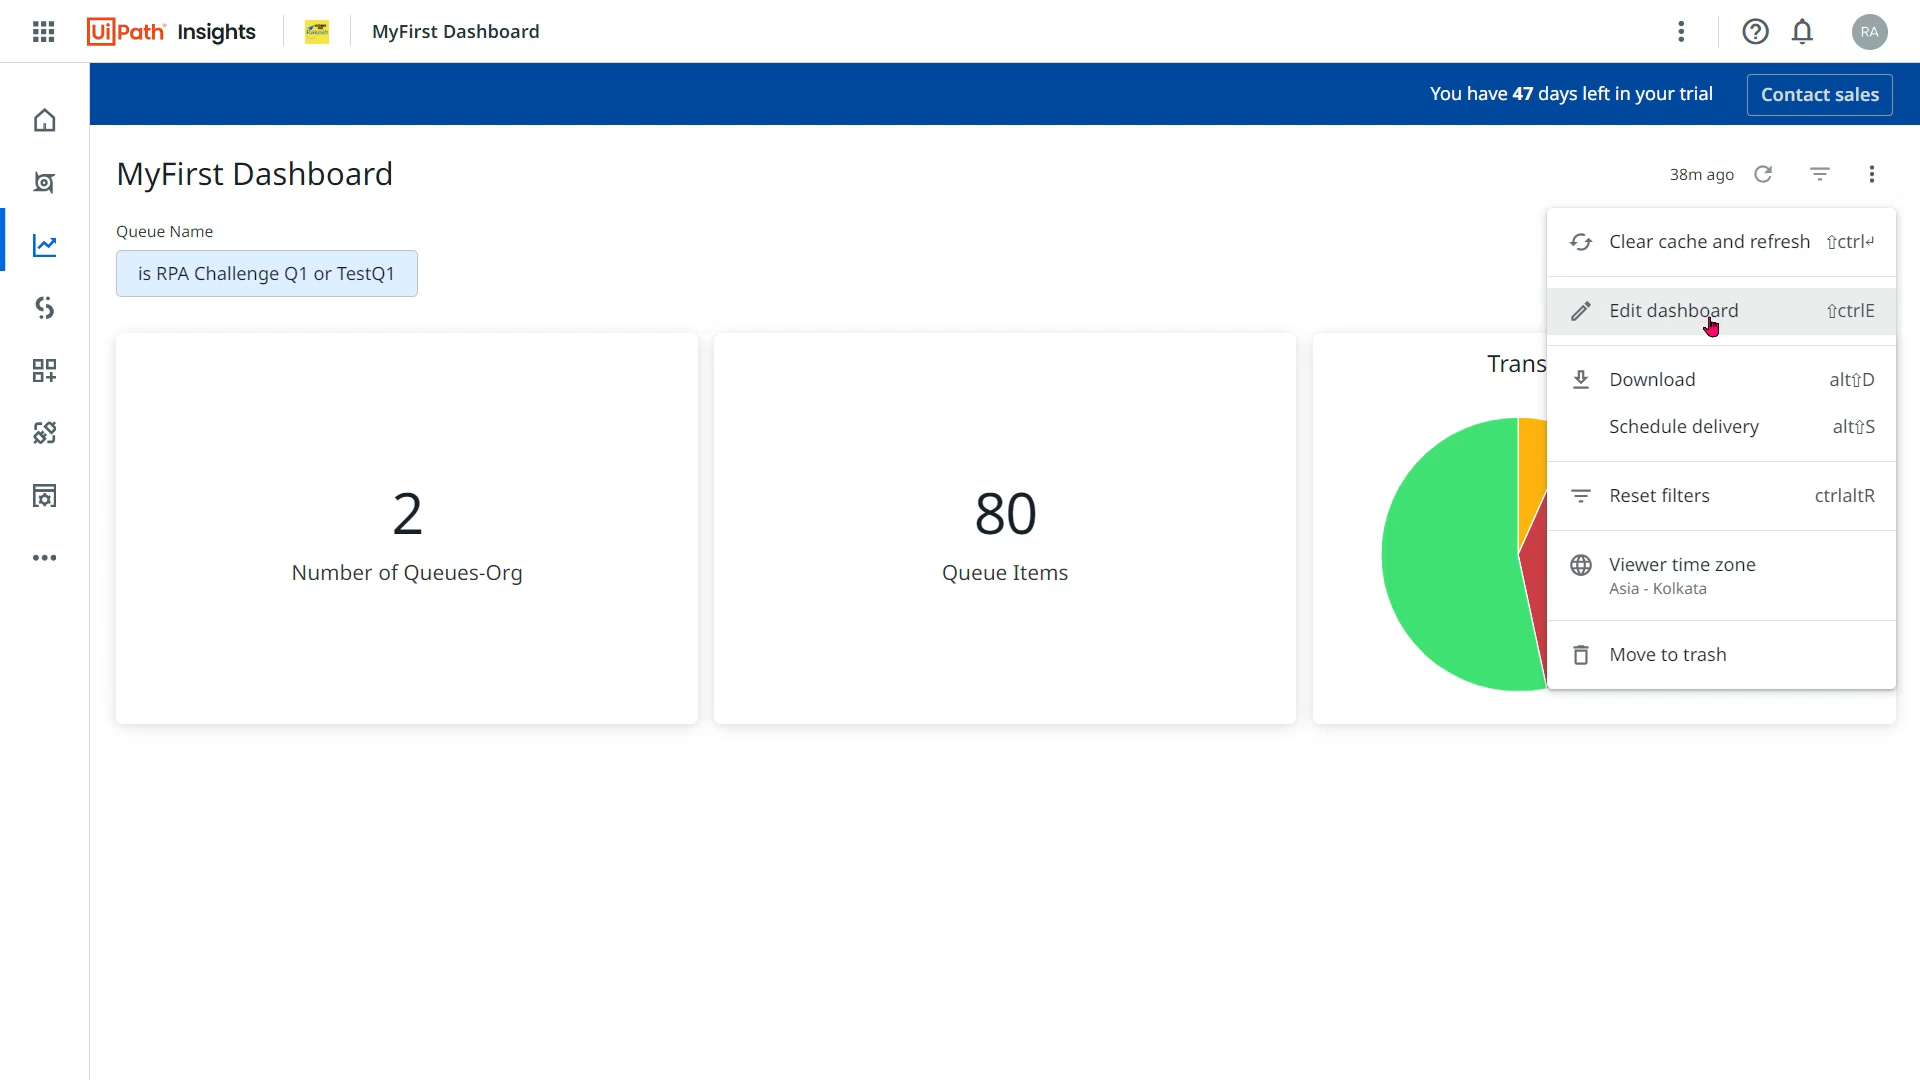 UiPath Insights
MyFirst Dashboard
RA
You have 47 days left in your trial
Contact sales
MyFirst Dashboard
38m ago
Queue Name
is RPA Challenge Q1 or TestQ1
Clear cache and refresh ⇧ctrl↵
Edit dashboard ⇧ctrlE
Download alt⇧D
Schedule delivery alt⇧S
Reset filters ctrlaltR
Viewer time zone
Asia - Kolkata
Move to trash
2
Number of Queues-Org
80
Queue Items
Trans